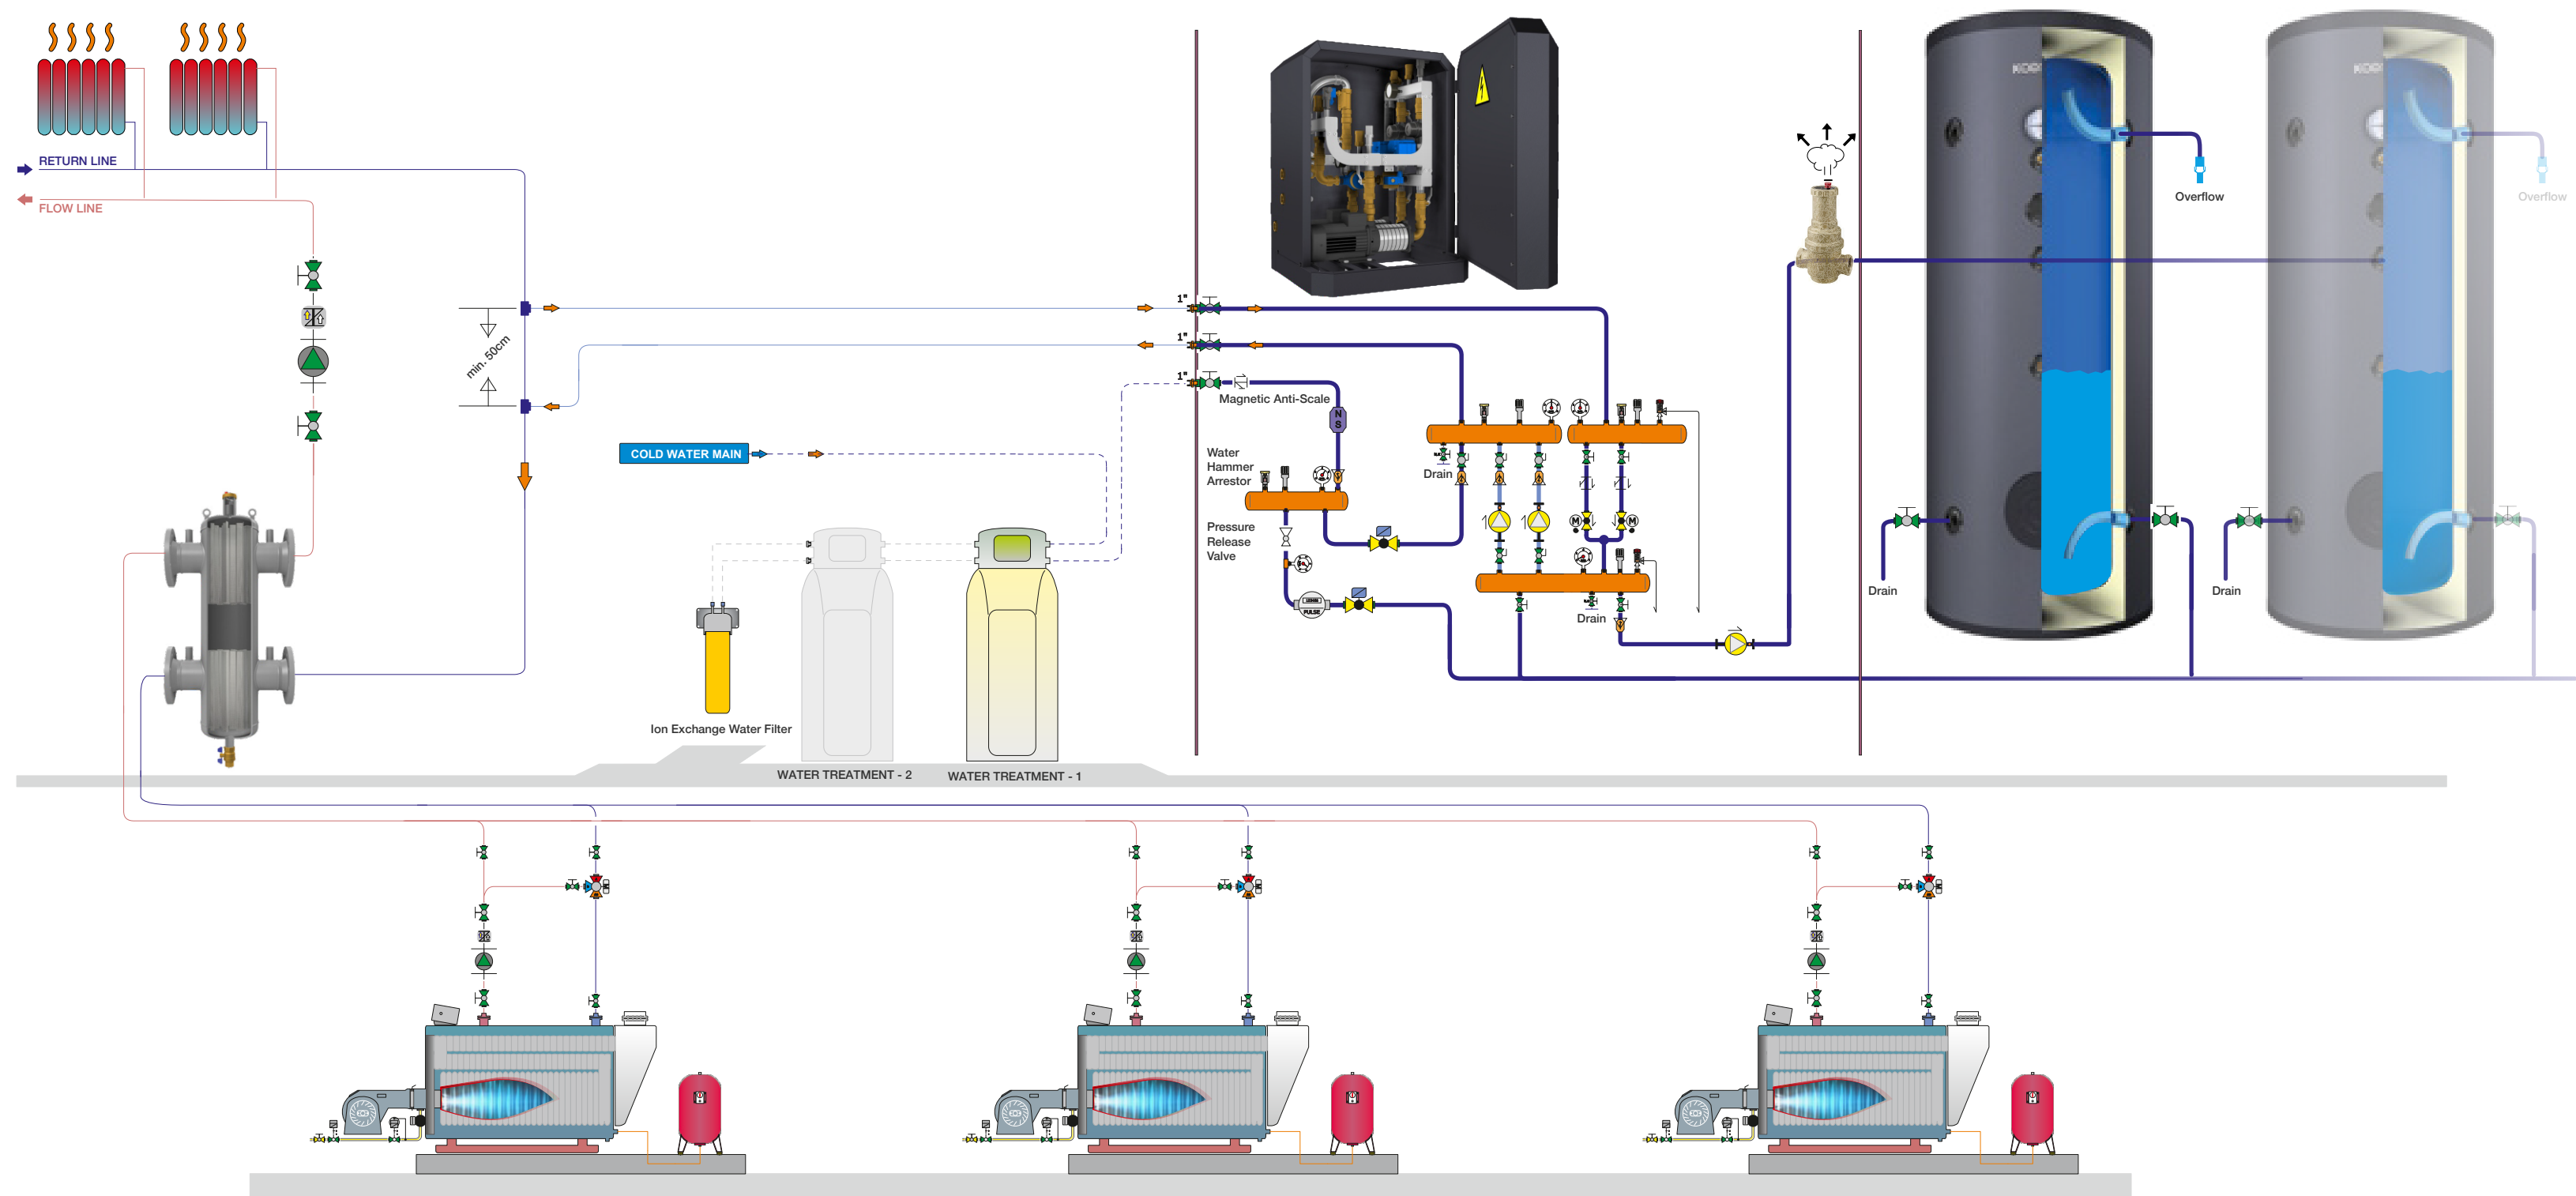 RETURN LINE
FLOW LINE
min. 50cm
1"
1"
1"
Magnetic Anti-Scale
N
S
COLD WATER MAIN
Water
Hammer
Arrestor
Pressure
Release
Valve
Drain
M
M
Drain
PULSE
Overflow
Overflow
Drain
Drain
Ion Exchange Water Filter
WATER TREATMENT - 2
WATER TREATMENT - 1